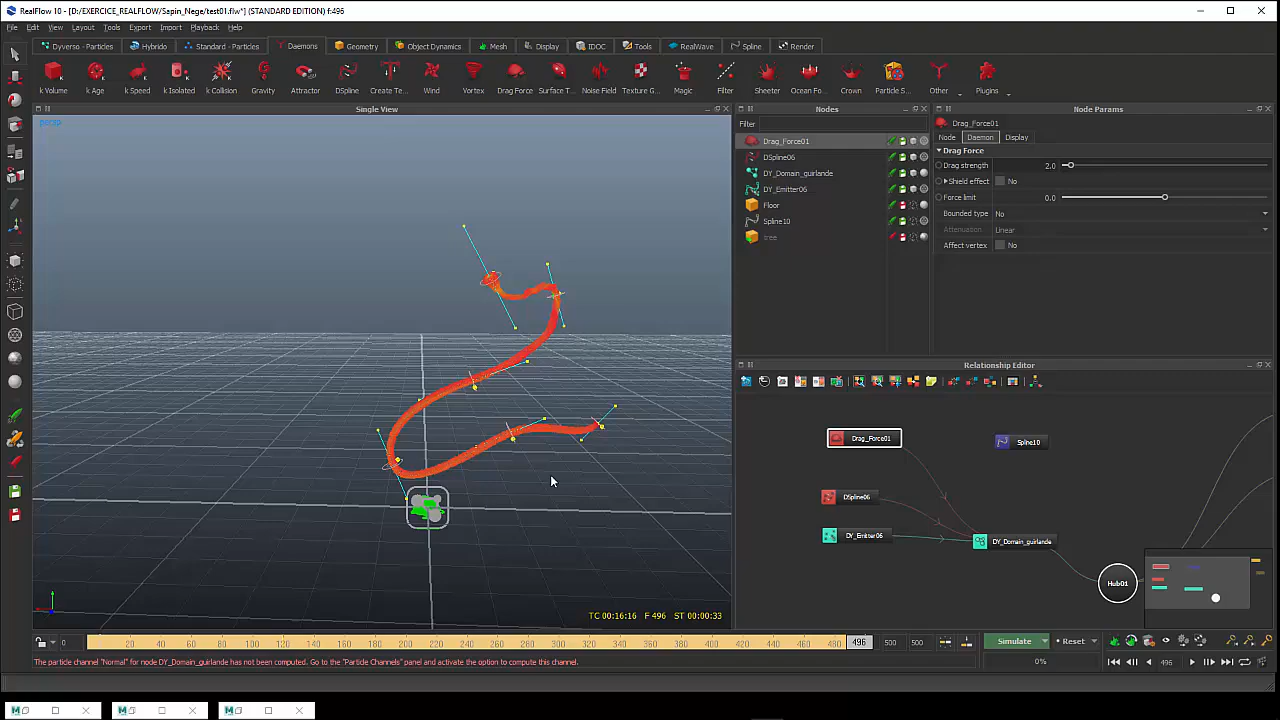 RealFlow 10 - [D:/EXERCICE_REALFLOW/Sapin_Nege/test01.flw*] (STANDARD EDITION) f:496
File Edit View Layout Tools Export Import Playback Help
Dyverso - Particles Hybrido Standard - Particles Daemons Geometry Object Dynamics Mesh Display IDOC Tools RealWave Spline Render
k Volume k Age k Speed k Isolated k Collision Gravity Attractor DSpline Create Te... Wind Vortex Drag Force Surface T... Noise Field Texture G... Magic Filter Sheeter Ocean Fo... Crown Particle S... Other Plugins
Single View
persp
Nodes
Filter
Drag_Force01
DSpline06
DY_Domain_guirlande
DY_Emitter06
Floor
Spline10
tree
Node Params
Drag_Force01
Node Daemon Display
Drag Force
Drag strength 2.0
Shield effect No
Force limit 0.0
Bounded type No
Attenuation Linear
Affect vertex No
Relationship Editor
Drag_Force01
Spline10
DSpline06
DY_Emitter06
DY_Domain_guirlande
Hub01
TC 00:16:16 F 496 ST 00:00:33
0 20 40 60 80 100 120 140 160 180 200 220 240 260 280 300 320 340 360 380 400 420 440 460 480 496 500 500
Simulate Reset
The particle channel "Normal" for node DY_Domain_guirlande has not been computed. Go to the "Particle Channels" panel and activate the option to compute this channel.
0% 496